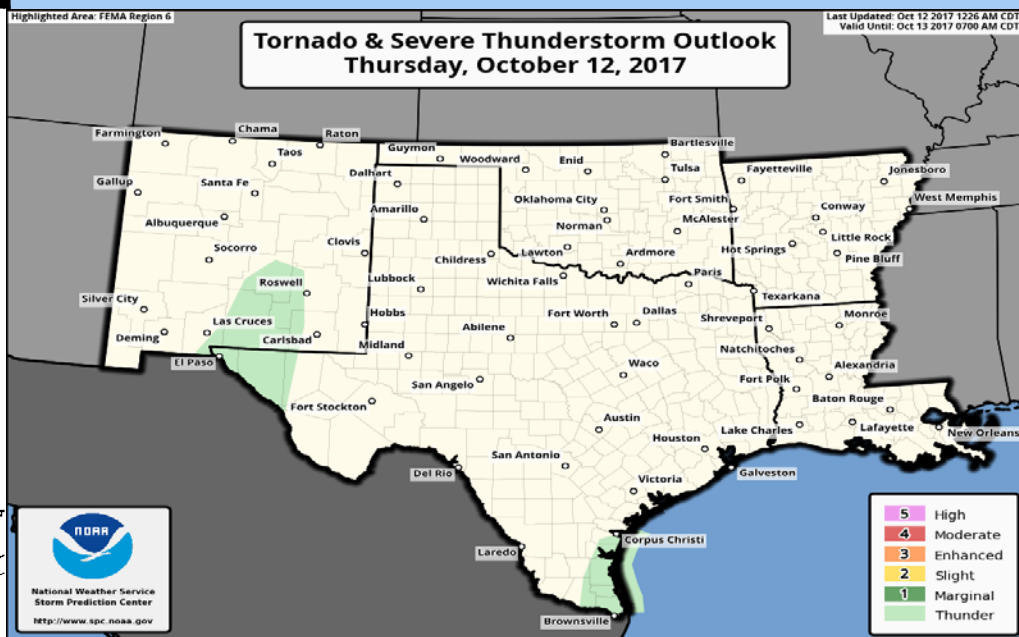 Highlighted Area: FEMA Region 6
Last Updated: Oct 12 2017 1226 AM CDT
Valid Until: Oct 13 2017 0700 AM CDT
Tornado & Severe Thunderstorm Outlook
Thursday, October 12, 2017
Farmington
Chama
Raton
Guymon
Bartlesville
Taos
Woodward
Enid
Tulsa
Fayetteville
Jonesboro
Gallup
Santa Fe
Dalhart
Oklahoma City
Fort Smith
West Memphis
Albuquerque
Amarillo
Norman
McAlester
Conway
Socorro
Clovis
Childress
Lawton
Ardmore
Hot Springs
Little Rock
Pine Bluff
Roswell
Lubbock
Wichita Falls
Paris
Texarkana
Silver City
Las Cruces
Hobbs
Abilene
Fort Worth
Dallas
Shreveport
Monroe
Deming
Carlsbad
Midland
Natchitoches
El Paso
San Angelo
Waco
Fort Polk
Alexandria
Fort Stockton
Austin
Baton Rouge
Houston
Lake Charles
Lafayette
New Orleans
Del Rio
San Antonio
Victoria
Galveston
Laredo
Corpus Christi
Brownsville
NOAA
National Weather Service
Storm Prediction Center
http://www.spc.noaa.gov
5 High
4 Moderate
3 Enhanced
2 Slight
1 Marginal
Thunder